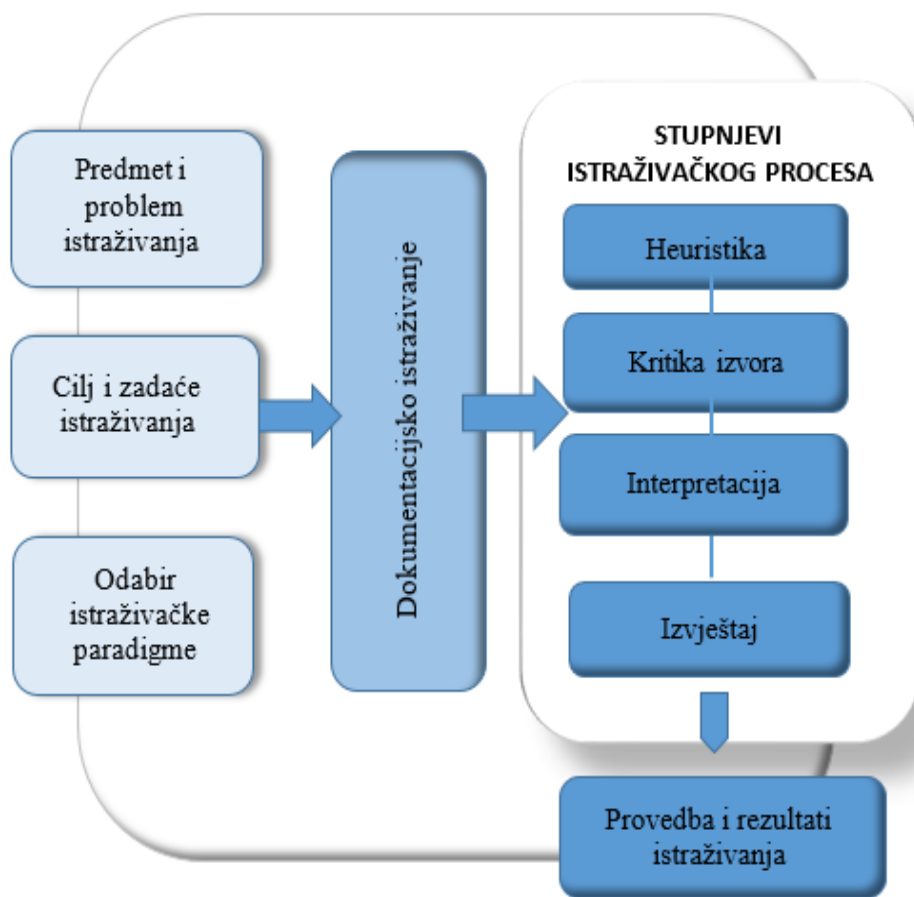 Predmet i
problem
istraživanja
Cilj i zadaće
istraživanja
Odabir
istraživačke
paradigme
Dokumentacijsko istraživanje
STUPNJEVI
ISTRAŽIVAČKOG PROCESA
Heuristika
Kritika izvora
Interpretacija
Izvještaj
Provedba i rezultati
istraživanja